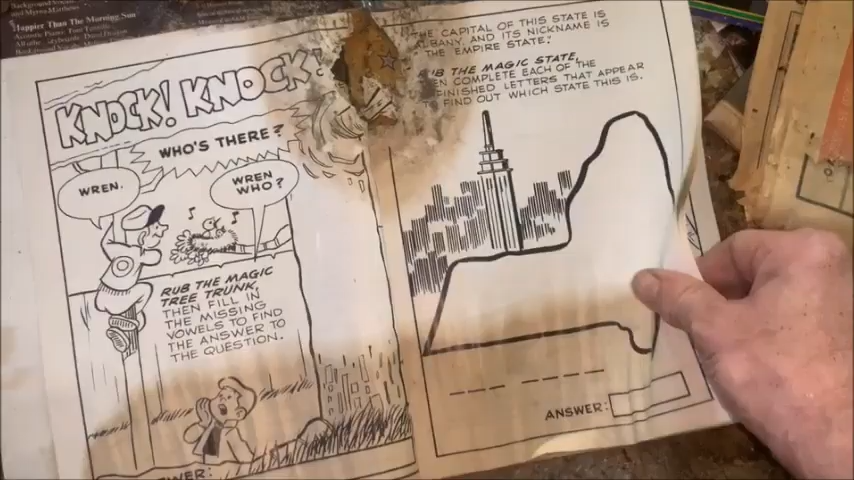 Happier Than The Morning Sun
KNOCK! KNOCK!
WHO'S THERE?
WREN.
WREN
WHO?
RUB THE MAGIC
TREE TRUNK,
THEN FILL IN
THE MISSING
VOWELS TO FIND
THE ANSWER TO
THE QUESTION.
THE CAPITAL OF THIS STATE IS
ALBANY, AND ITS NICKNAME IS
THE EMPIRE STATE."
RUB THE MAGIC STATE,
COMPLETE EACH OF THE
LETTERS THAT APPEAR
FIND OUT WHICH STATE THIS IS.
ANSWER: